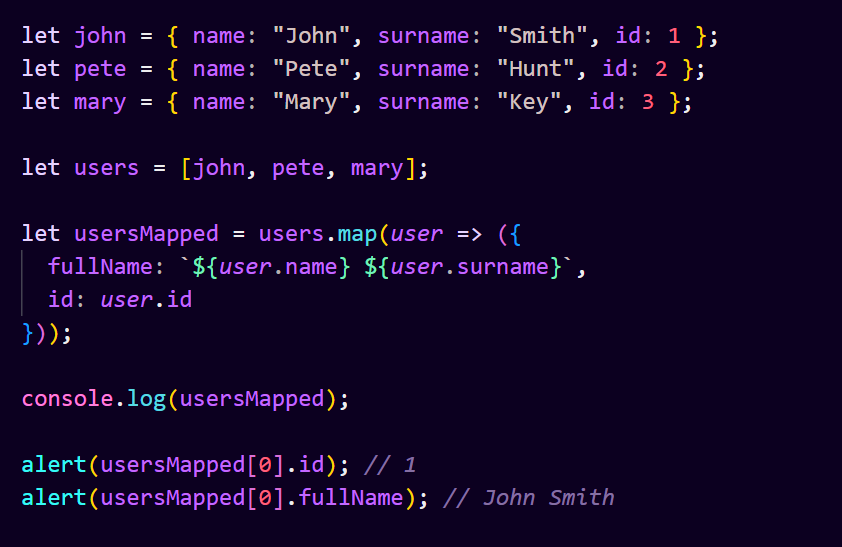 let john = { name: "John", surname: "Smith", id: 1 };
let pete = { name: "Pete", surname: "Hunt", id: 2 };
let mary = { name: "Mary", surname: "Key", id: 3 };

let users = [john, pete, mary];

let usersMapped = users.map(user => ({
  fullName: `${user.name} ${user.surname}`,
  id: user.id
}));

console.log(usersMapped);

alert(usersMapped[0].id); // 1
alert(usersMapped[0].fullName); // John Smith